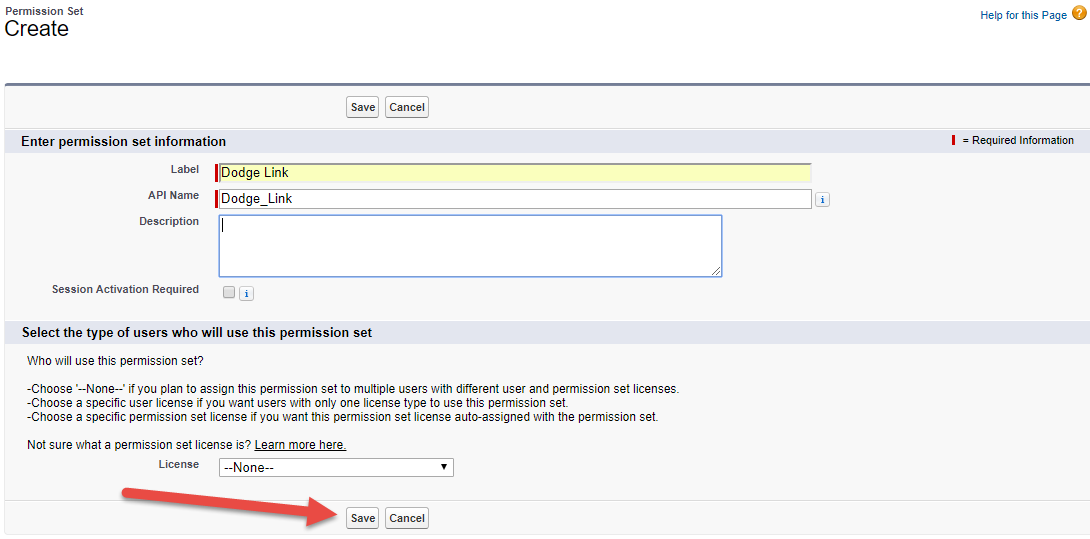 Permission Set
Create
Help for this Page ?
Save Cancel
Enter permission set information
= Required Information
Label Dodge Link
API Name Dodge_Link i
Description
Session Activation Required i
Select the type of users who will use this permission set
Who will use this permission set?
-Choose '--None--' if you plan to assign this permission set to multiple users with different user and permission set licenses.
-Choose a specific user license if you want users with only one license type to use this permission set.
-Choose a specific permission set license if you want this permission set license auto-assigned with the permission set.
Not sure what a permission set license is? Learn more here.
License --None--
Save Cancel